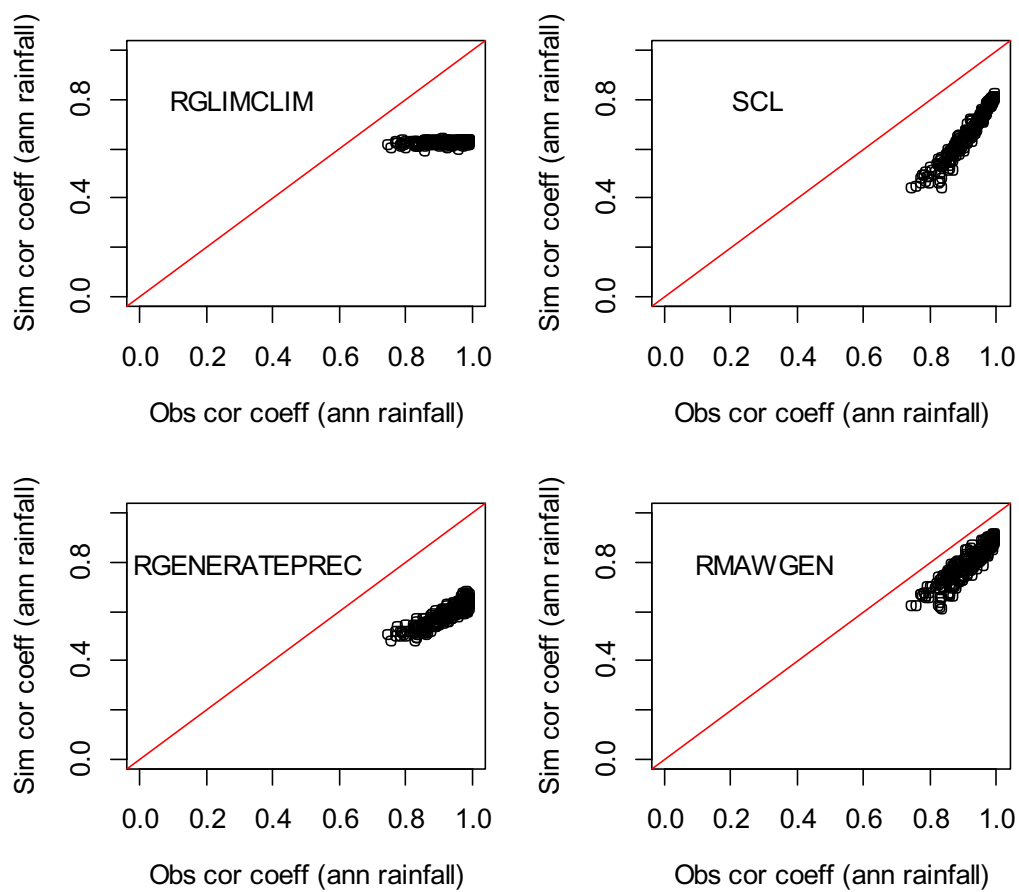 RGLIMCLIM
Sim cor coeff (ann rainfall)
0.0 0.4 0.8
0.0 0.2 0.4 0.6 0.8 1.0
Obs cor coeff (ann rainfall)
SCL
Sim cor coeff (ann rainfall)
0.0 0.4 0.8
0.0 0.2 0.4 0.6 0.8 1.0
Obs cor coeff (ann rainfall)
RGENERATEPREC
Sim cor coeff (ann rainfall)
0.0 0.4 0.8
0.0 0.2 0.4 0.6 0.8 1.0
Obs cor coeff (ann rainfall)
RMAWGEN
Sim cor coeff (ann rainfall)
0.0 0.4 0.8
0.0 0.2 0.4 0.6 0.8 1.0
Obs cor coeff (ann rainfall)